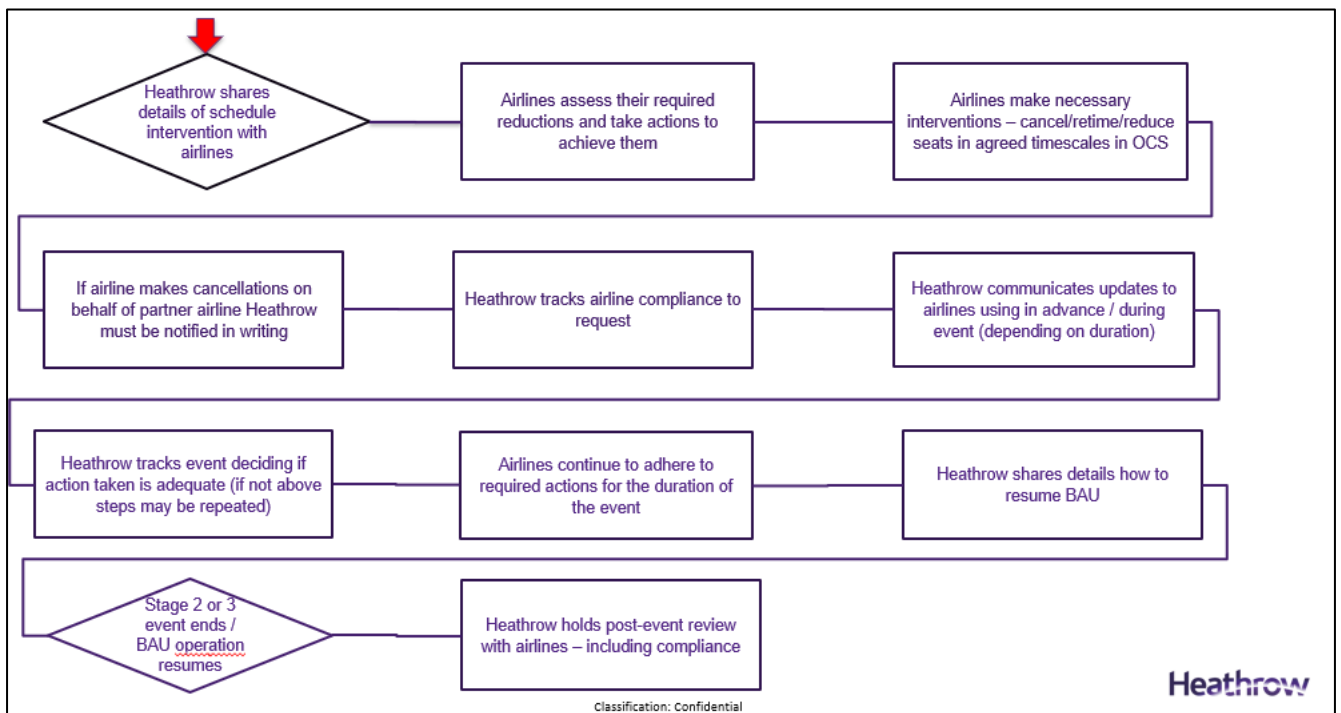 Heathrow shares
details of schedule
intervention with
airlines
Airlines assess their required
reductions and take actions to
achieve them
Airlines make necessary
interventions – cancel/retime/reduce
seats in agreed timescales in OCS
If airline makes cancellations on
behalf of partner airline Heathrow
must be notified in writing
Heathrow tracks airline compliance to
request
Heathrow communicates updates to
airlines using in advance / during
event (depending on duration)
Heathrow tracks event deciding if
action taken is adequate (if not above
steps may be repeated)
Airlines continue to adhere to
required actions for the duration of
the event
Heathrow shares details how to
resume BAU
Stage 2 or 3
event ends /
BAU operation
resumes
Heathrow holds post-event review
with airlines – including compliance
Heathrow
Classification: Confidential